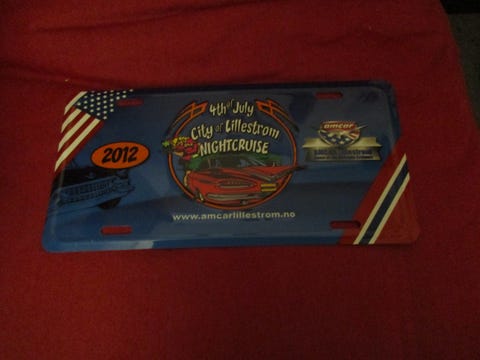 4th of July
City of Lillestrom
NIGHTCRUISE
amcar
2012
www.amcarlillestrom.no